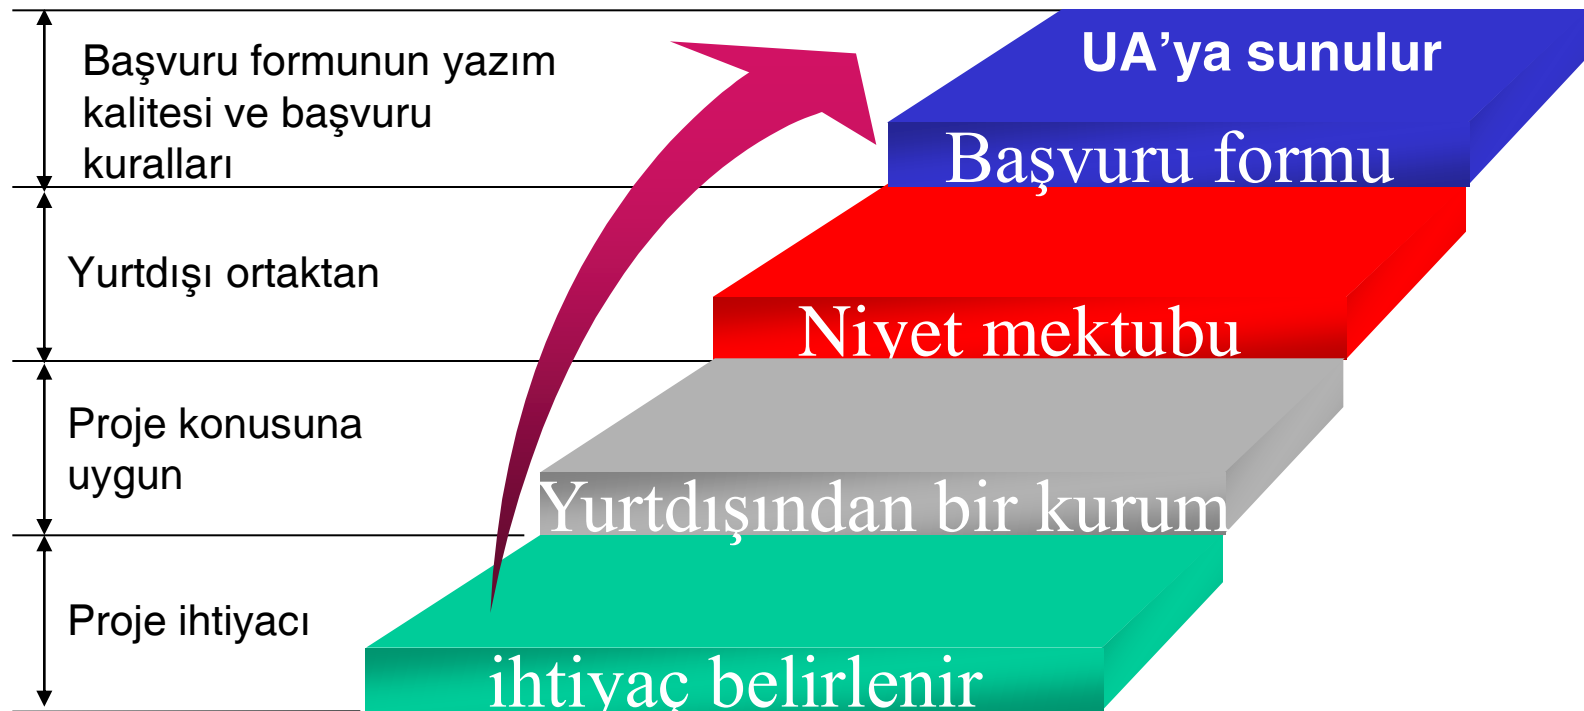 Başvuru formunun yazım
kalitesi ve başvuru
kuralları
UA’ya sunulur
Başvuru formu
Yurtdışı ortaktan
Niyet mektubu
Proje konusuna
uygun
Yurtdışından bir kurum
Proje ihtiyacı
ihtiyaç belirlenir